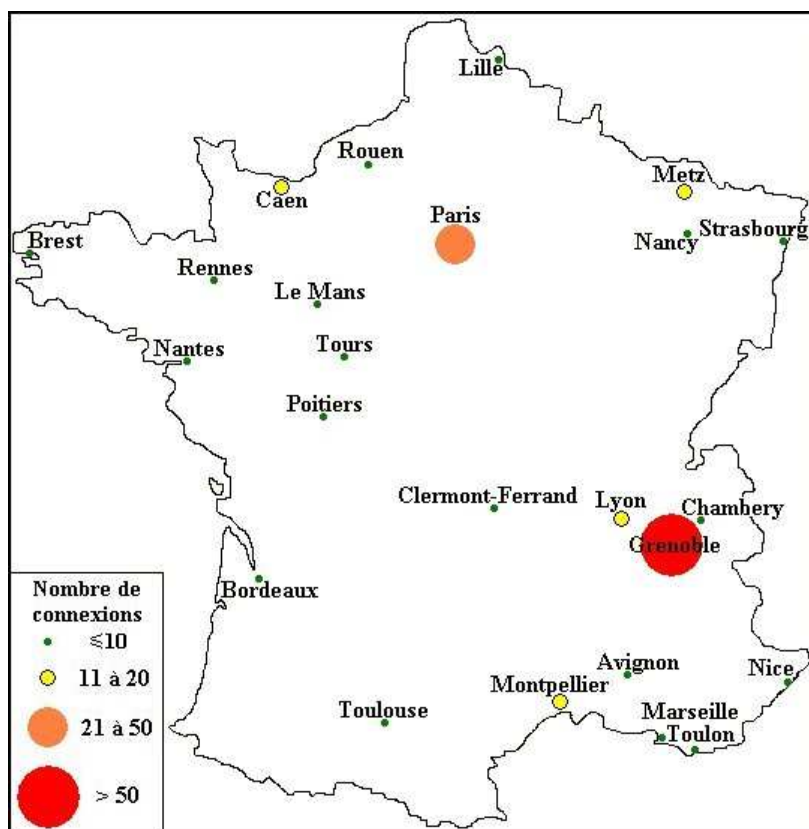 Lille
Rouen
Caen
Metz
Paris
Nancy
Strasbourg
Brest
Rennes
Le Mans
Nantes
Tours
Poitiers
Clermont-Ferrand
Lyon
Chambery
Grenoble
Bordeaux
Avignon
Nice
Montpellier
Toulouse
Marseille
Toulon
Nombre de
connexions
⩽10
11 à 20
21 à 50
> 50